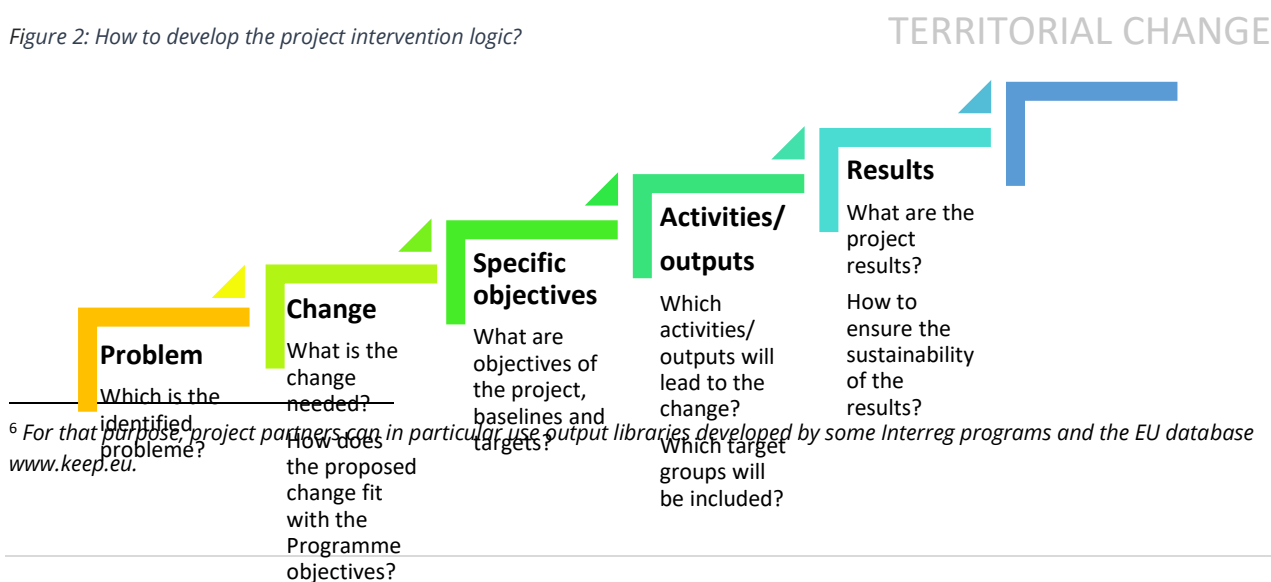 Figure 2: How to develop the project intervention logic?
TERRITORIAL CHANGE
Problem
Which is the
identified
probleme?
Change
What is the
change
needed?
How does
the proposed
change fit
with the
Programme
objectives?
Specific
objectives
What are
objectives of
the project,
baselines and
targets?
Activities/
outputs
Which
activities/
outputs will
lead to the
change?
Which target
groups will
be included?
Results
What are the
project
results?
How to
ensure the
sustainability
of the
results?
6 For that purpose, project partners can in particular use output libraries developed by some Interreg programs and the EU database
www.keep.eu.